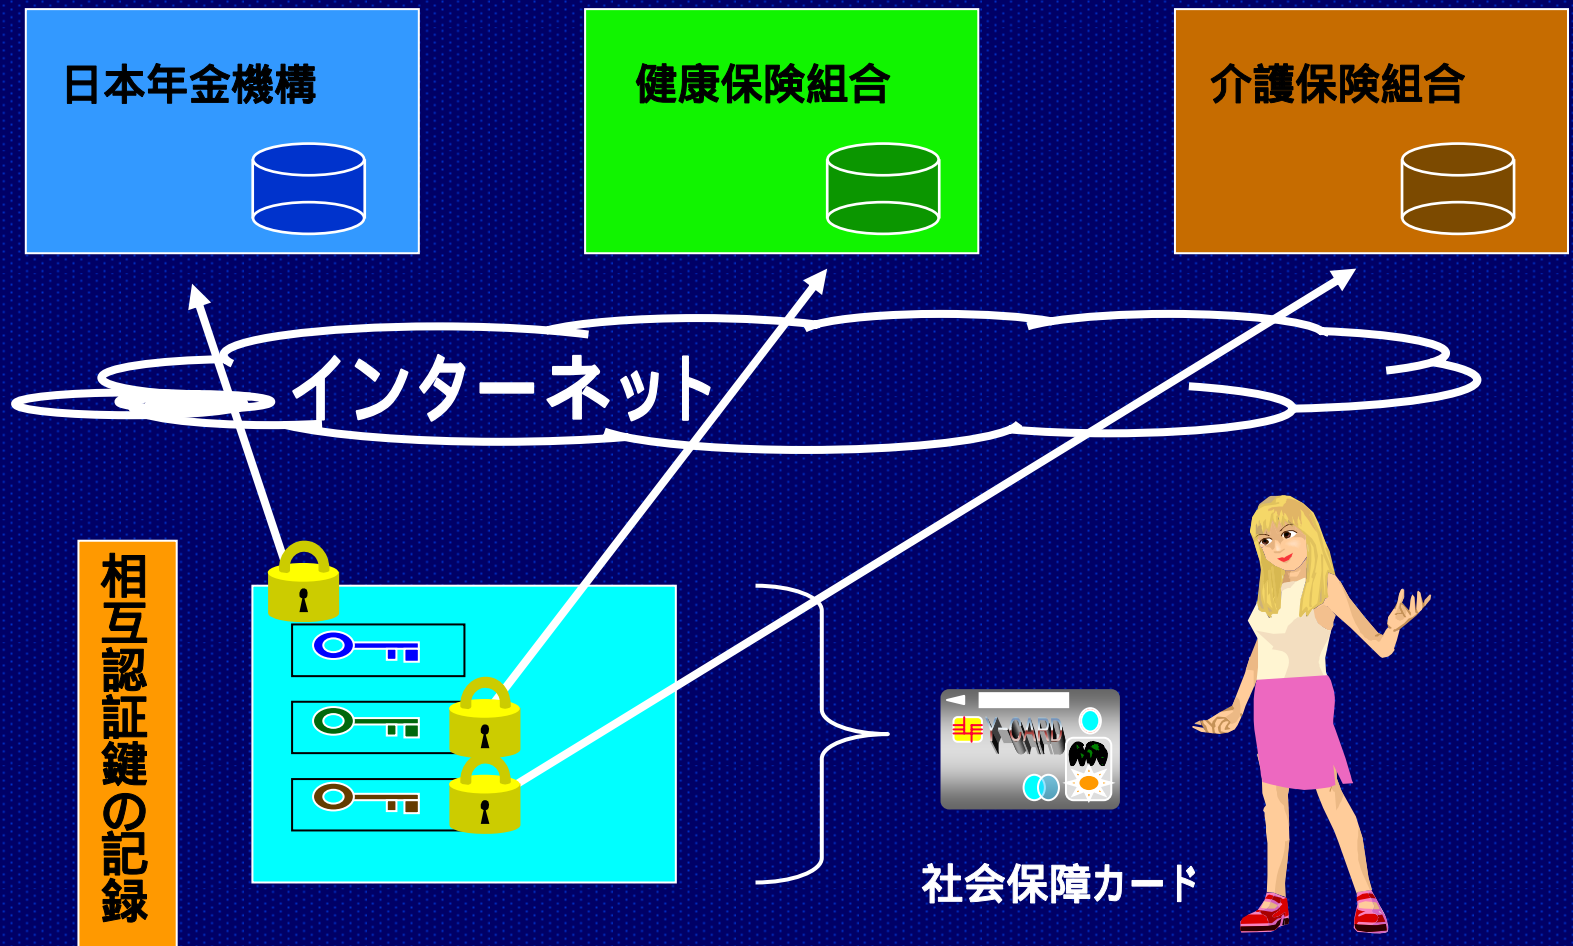 日本年金機構
健康保険組合
介護保険組合
インターネット
相互認証鍵の記録
社会保障カード